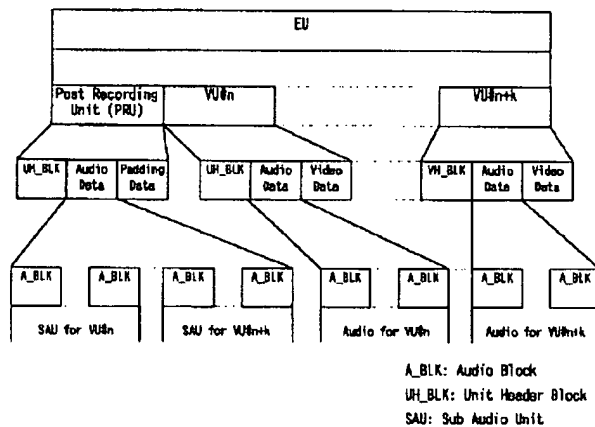 EU
Post Recording Unit (PRU) VU#n VU#n+k
UH_BLK Audio Data Padding Data UH_BLK Audio Data Video Data VH_BLK Audio Data Video Data
A_BLK A_BLK A_BLK A_BLK A_BLK A_BLK A_BLK A_BLK
SAU for VU#n SAU for VU#n+k Audio for VU#n Audio for VU#n+k
A_BLK: Audio Block
UH_BLK: Unit Header Block
SAU: Sub Audio Unit